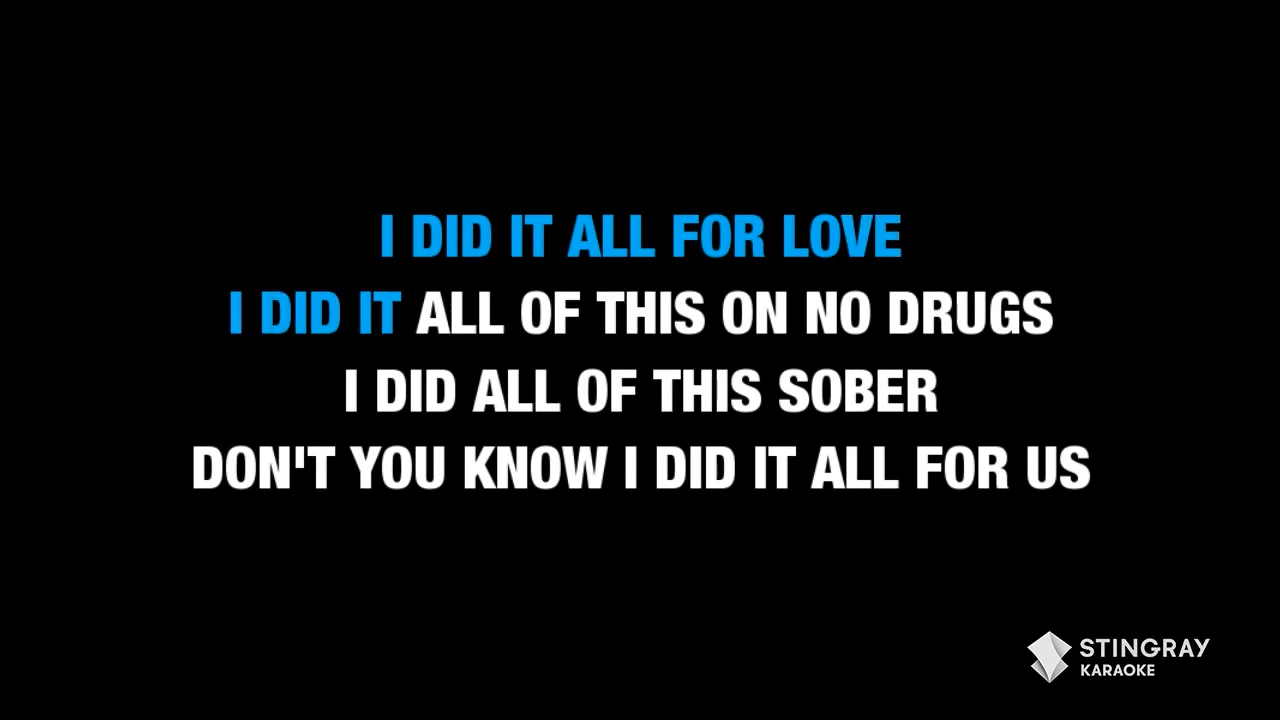 I DID IT ALL FOR LOVE
I DID IT ALL OF THIS ON NO DRUGS
I DID ALL OF THIS SOBER
DON'T YOU KNOW I DID IT ALL FOR US
STINGRAY
KARAOKE